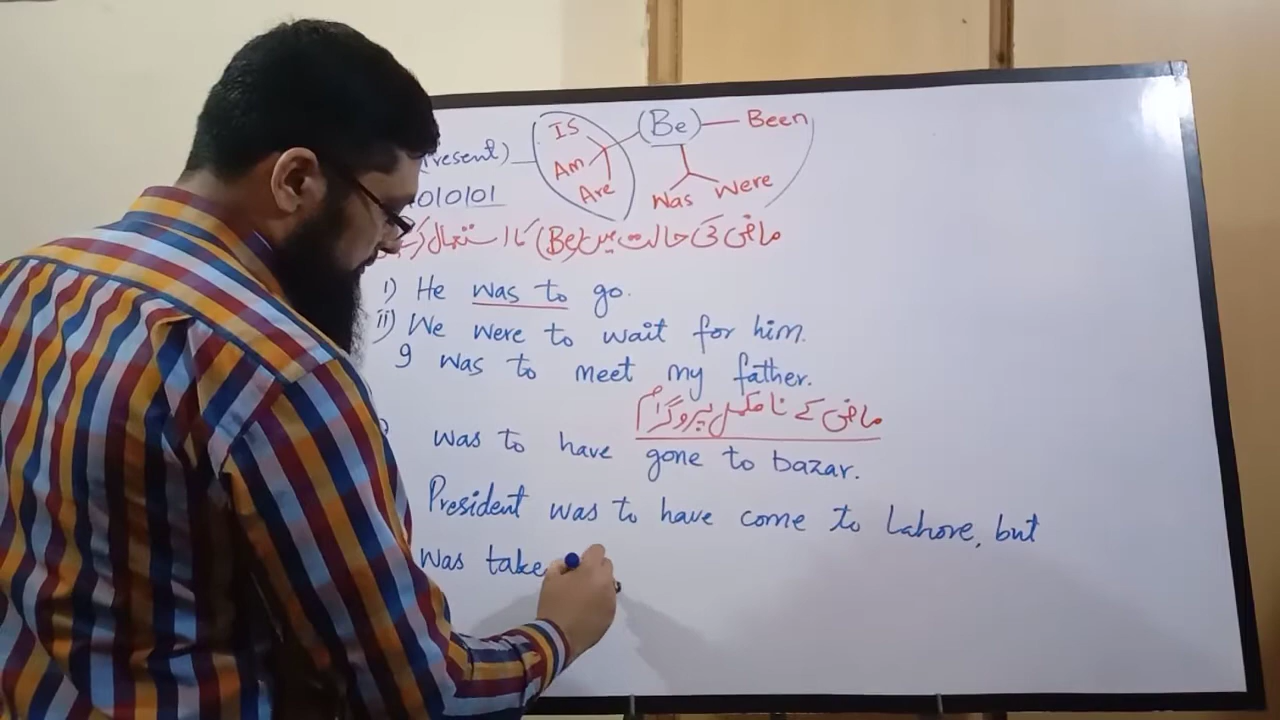 Is (Be) Been
Present)
Am
Are Was Were
010101
ماضی کی حالت میں (Be) کا استعمال
i) He was to go.
ii) We were to wait for him.
I was to meet my father.
ماضی کے نامکمل پروگرام
was to have gone to bazar.
President was to have come to Lahore, but
was take